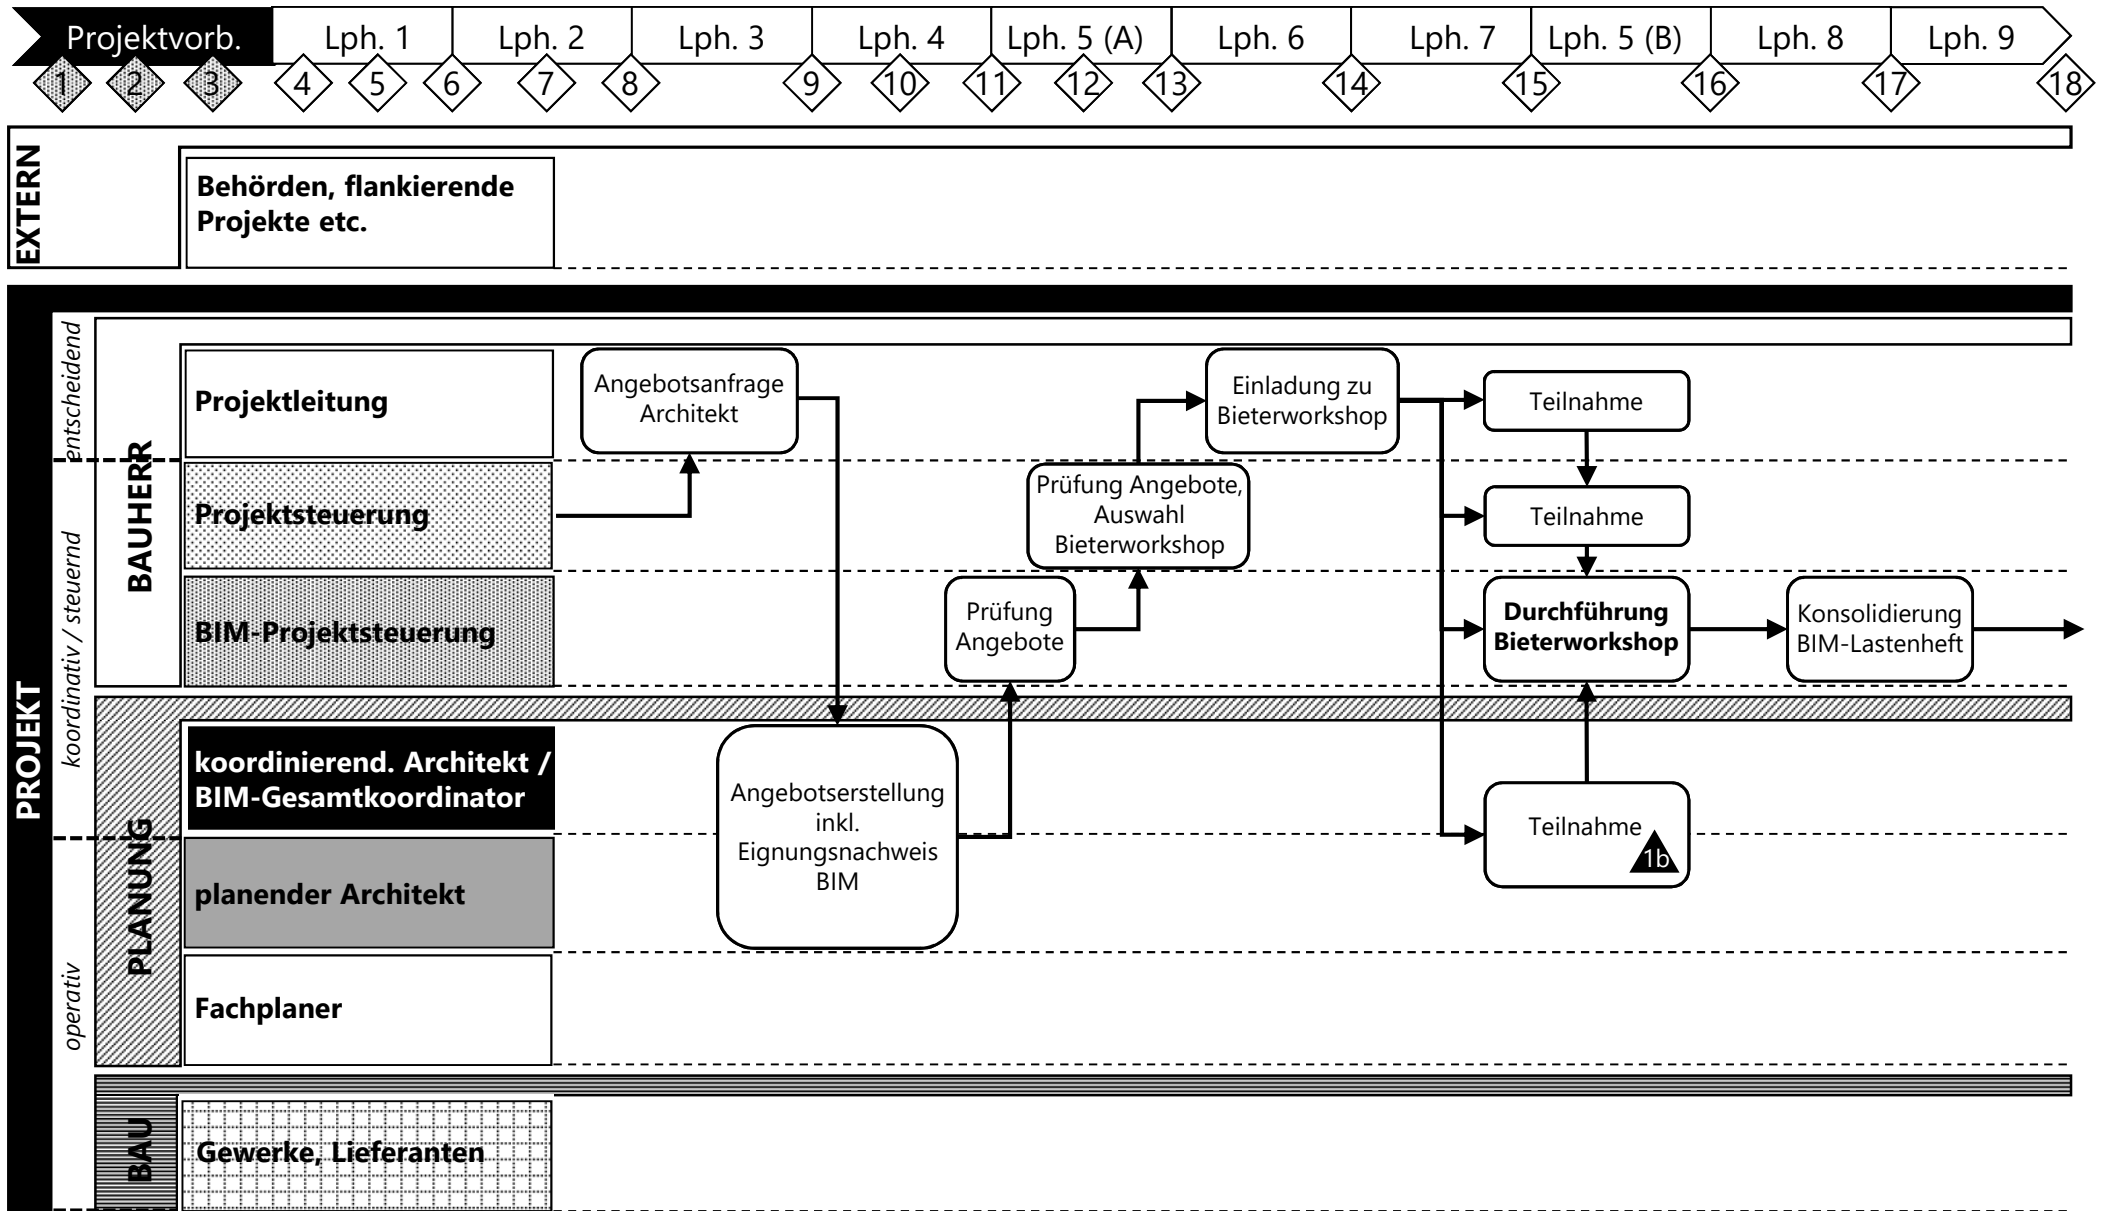 Projektvorb.
Lph. 1
Lph. 2
Lph. 3
Lph. 4
Lph. 5 (A)
Lph. 6
Lph. 7
Lph. 5 (B)
Lph. 8
Lph. 9
1
2
3
4
5
6
7
8
9
10
11
12
13
14
15
16
17
18
EXTERN
Behörden, flankierende
Projekte etc.
PROJEKT
entscheidend
koordinativ / steuernd
operativ
BAUHERR
Projektleitung
Angebotsanfrage
Architekt
Einladung zu
Bieterworkshop
Teilnahme
Projektsteuerung
Prüfung Angebote,
Auswahl
Bieterworkshop
Teilnahme
BIM-Projektsteuerung
Prüfung
Angebote
Durchführung
Bieterworkshop
Konsolidierung
BIM-Lastenheft
PLANUNG
koordinierend. Architekt /
BIM-Gesamtkoordinator
Angebotserstellung
inkl.
Eignungsnachweis
BIM
Teilnahme
1b
planender Architekt
Fachplaner
BAU
Gewerke, Lieferanten